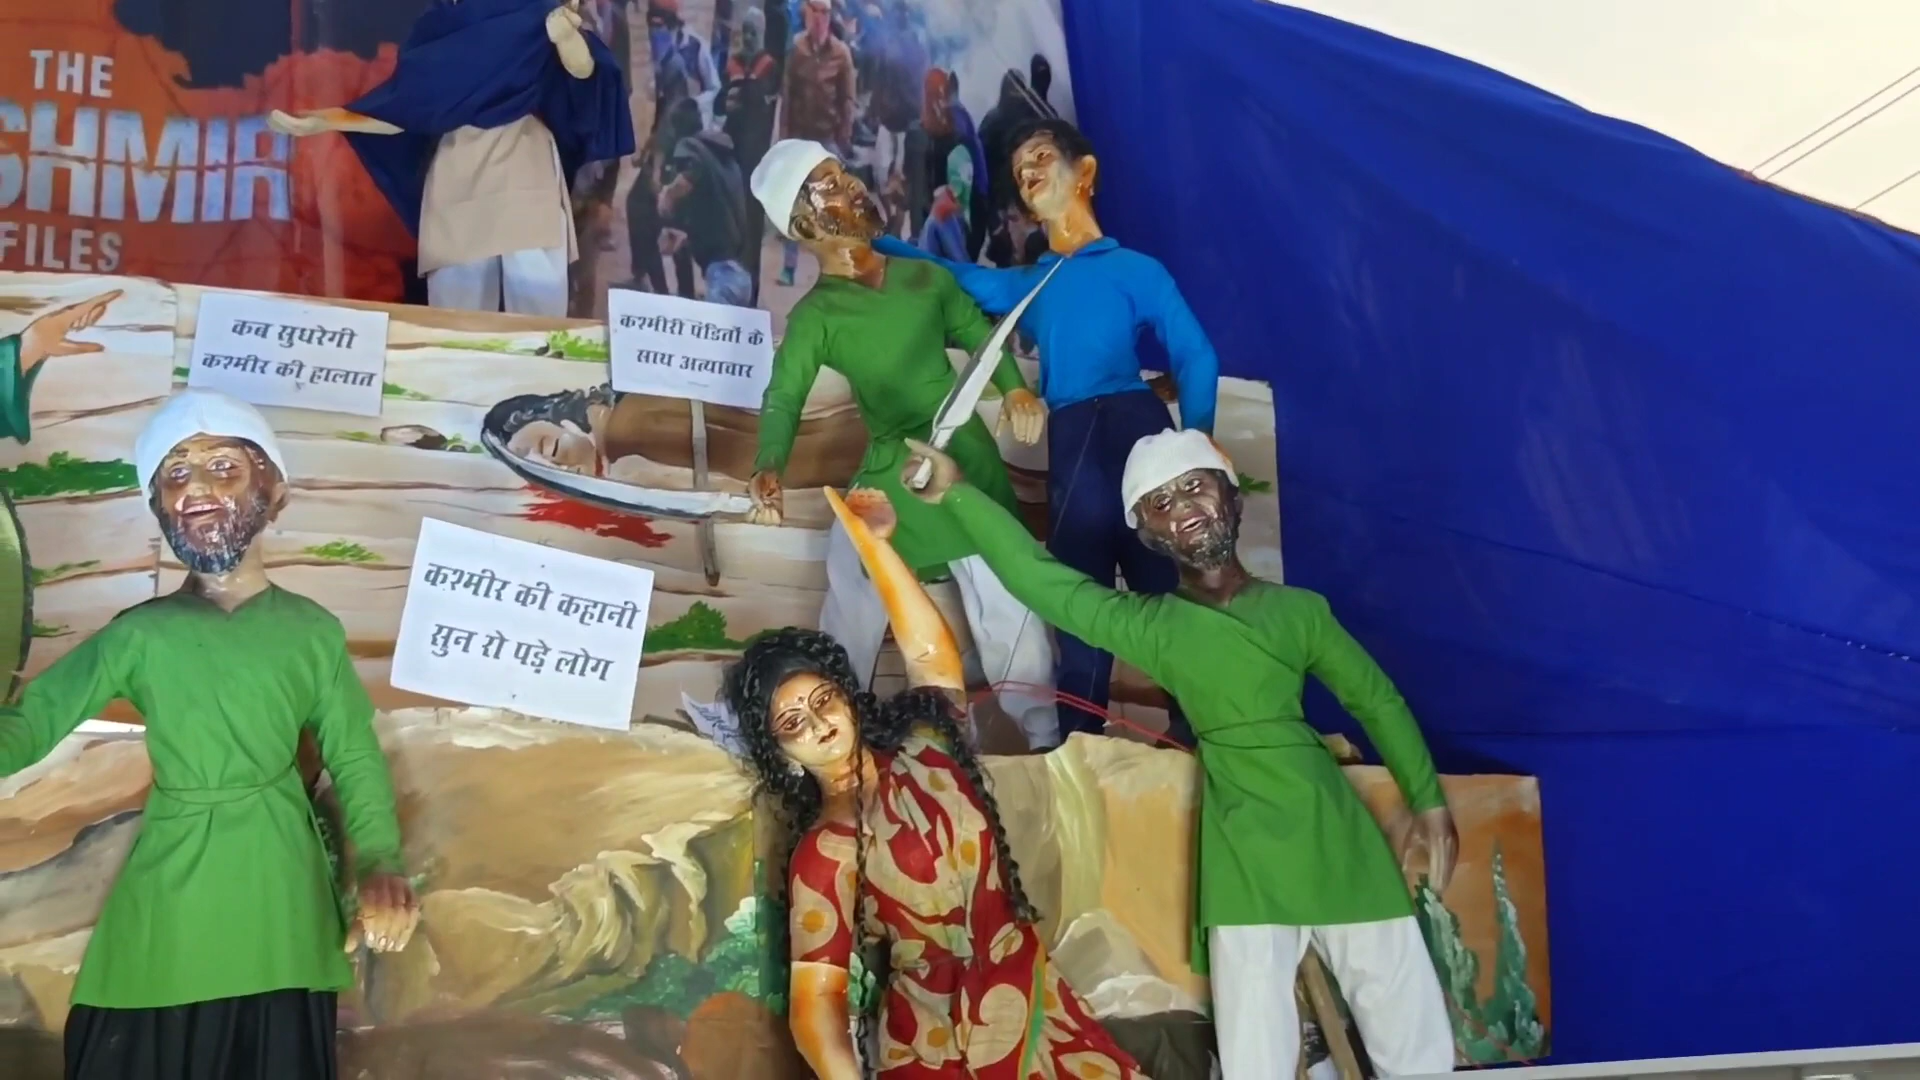 THE
SHMIR
FILES
कब सुधरेगी
कश्मीर की हालात
कश्मीरी पंडितों के
साथ अत्याचार
कश्मीर की कहानी
सुन रो पड़े लोग